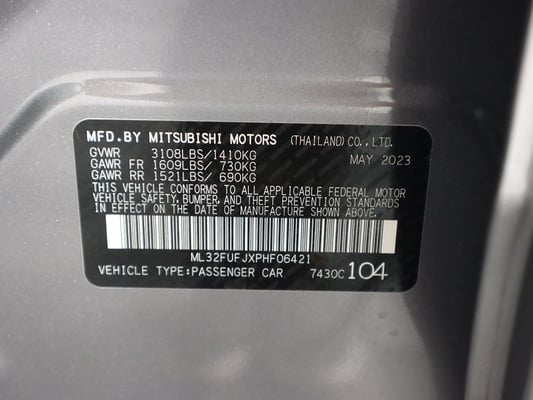 MFD.BY MITSUBISHI MOTORS (THAILAND) CO.,LTD.
GVWR 3108LBS/1410KG MAY 2023
GAWR FR 1609LBS/ 730KG
GAWR RR 1521LBS/ 690KG
THIS VEHICLE CONFORMS TO ALL APPLICABLE FEDERAL MOTOR
VEHICLE SAFETY, BUMPER, AND THEFT PREVENTION STANDARDS
IN EFFECT ON THE DATE OF MANUFACTURE SHOWN ABOVE.
ML32FUFJXPHF06421
VEHICLE TYPE:PASSENGER CAR 7430C 104